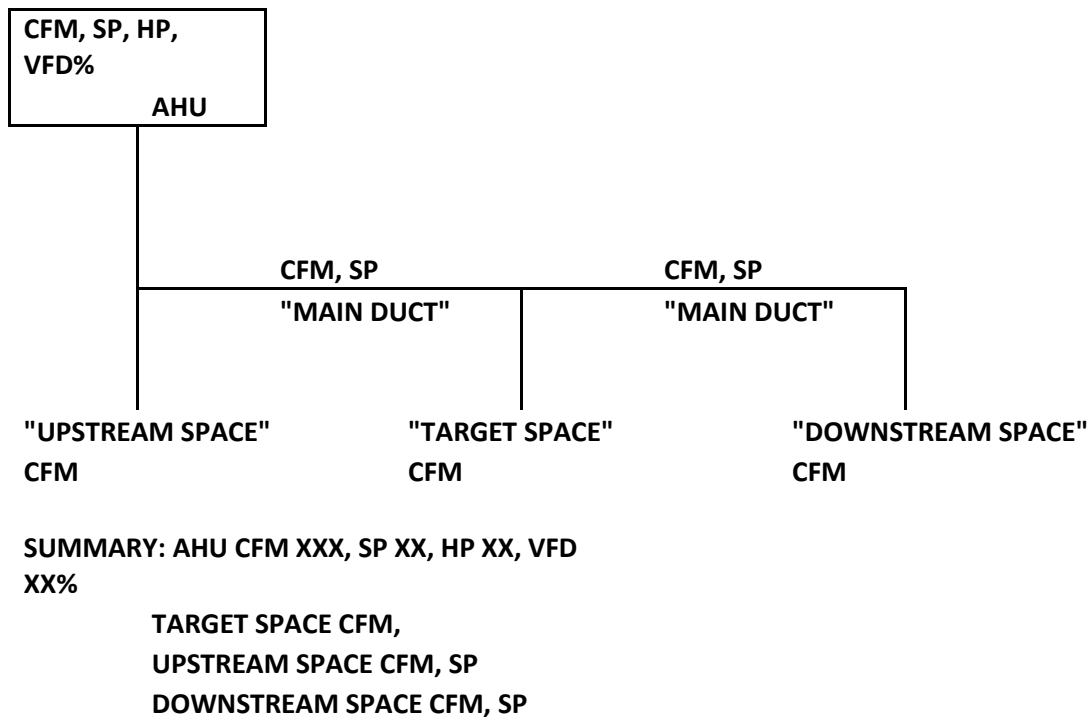 CFM, SP, HP,
VFD%
AHU
CFM, SP
CFM, SP
"MAIN DUCT"
"MAIN DUCT"
"UPSTREAM SPACE"
"TARGET SPACE"
"DOWNSTREAM SPACE"
CFM
CFM
CFM
SUMMARY: AHU CFM XXX, SP XX, HP XX, VFD
XX%
TARGET SPACE CFM,
UPSTREAM SPACE CFM, SP
DOWNSTREAM SPACE CFM, SP